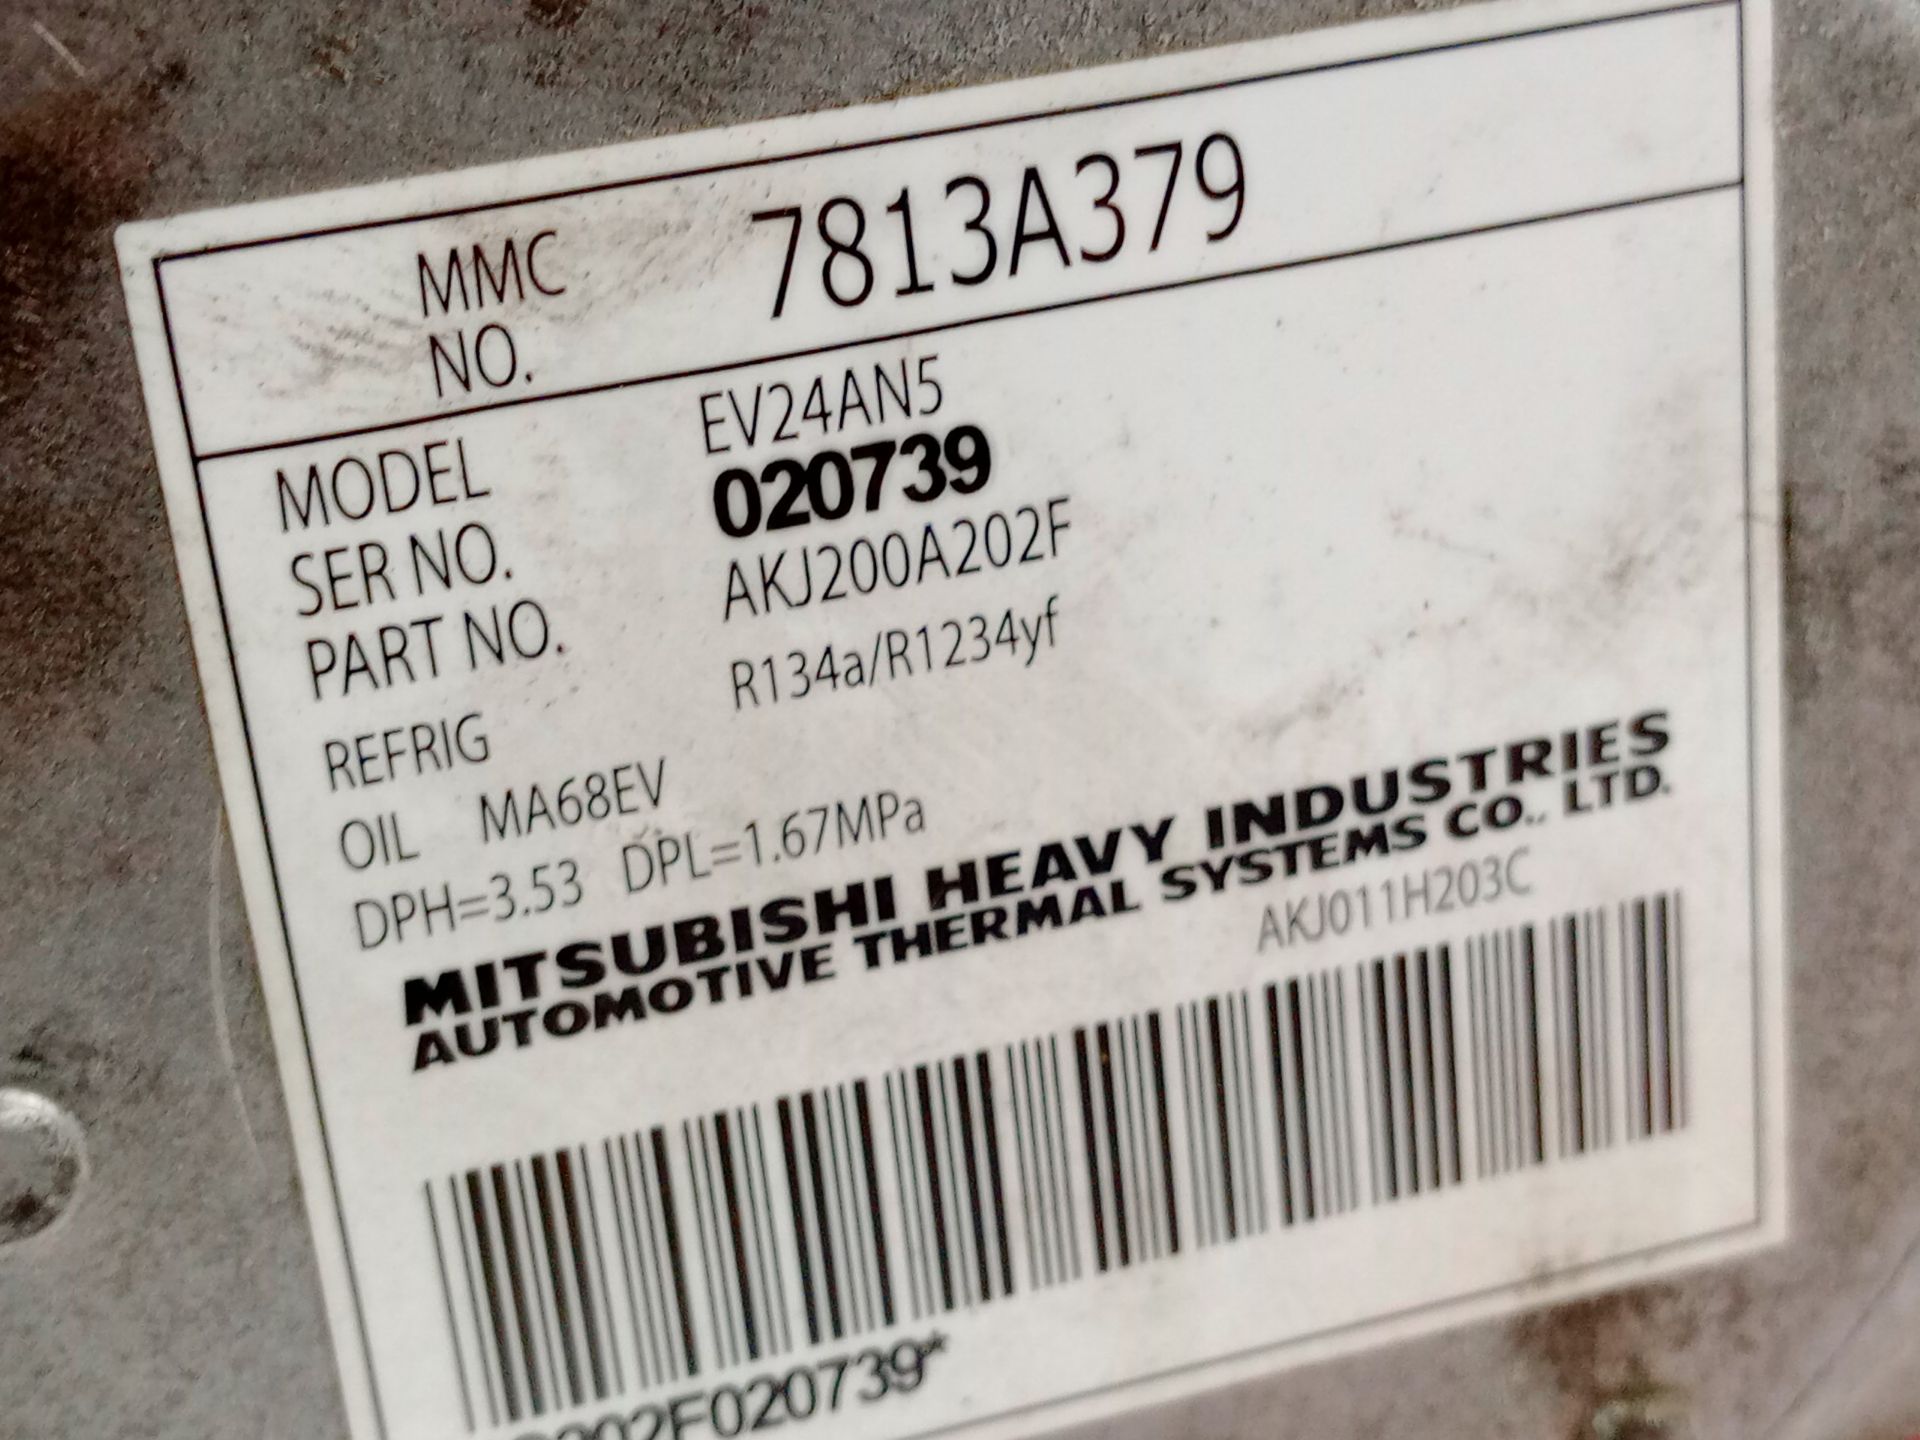 MMC NO. 7813A379
MODEL EV24AN5
SER NO. 020739
PART NO. AKJ200A202F
REFRIG R134a/R1234yf
OIL MA68EV
DPH=3.53 DPL=1.67MPa
MITSUBISHI HEAVY INDUSTRIES
AUTOMOTIVE THERMAL SYSTEMS CO., LTD.
AKJ011H203C
202F020739*